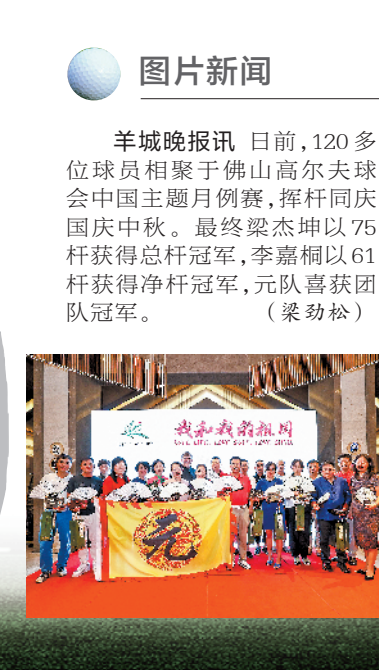 图片新闻
羊城晚报讯 日前,120多
位球员相聚于佛山高尔夫球
会中国主题月例赛,挥杆同庆
国庆中秋。最终梁杰坤以75
杆获得总杆冠军,李嘉桐以61
杆获得净杆冠军,元队喜获团
队冠军。 (梁劲松)
我和我的祖国
元